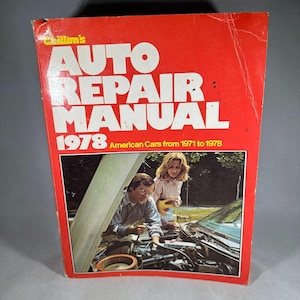 Chilton's
AUTO
REPAIR
MANUAL
1978 American Cars from 1971 to 1978